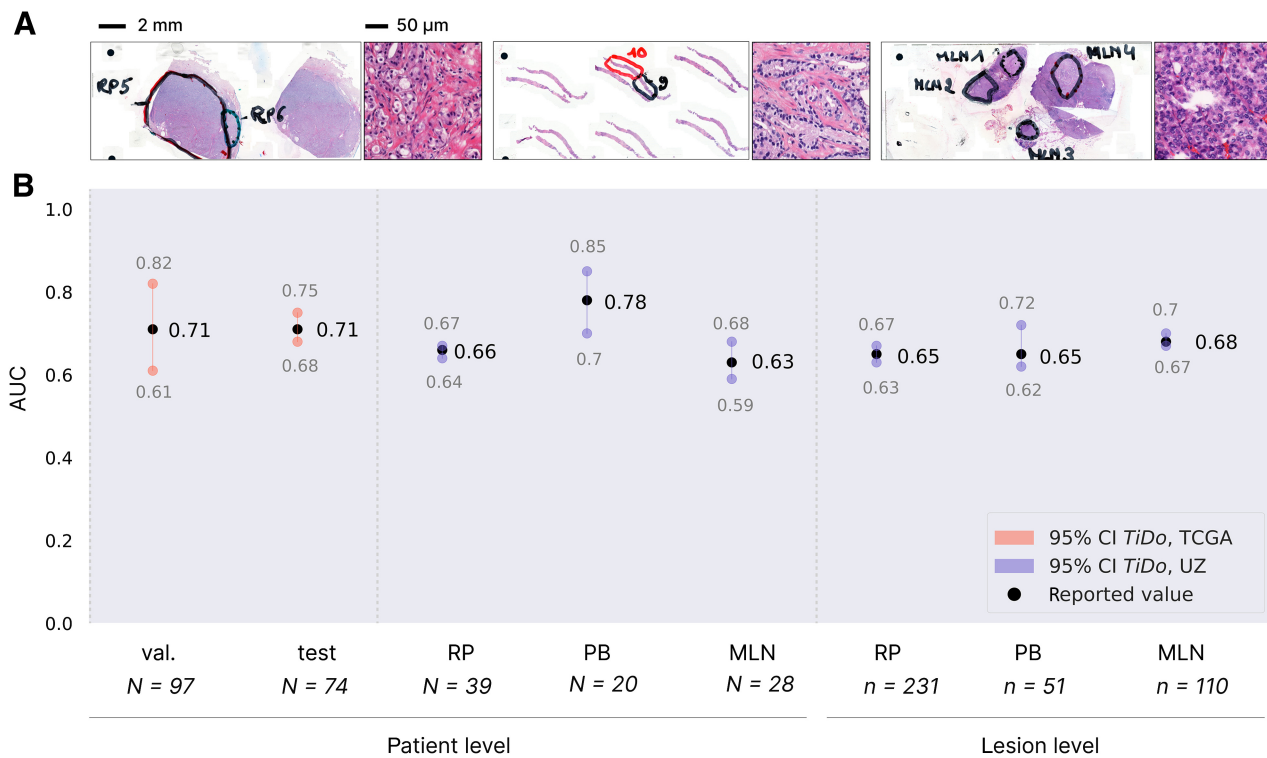 A
2 mm
50 µm
RP5
RP6
10
9
MLN1
MLN2
MLN4
MLN3
B
AUC
1.0
0.8
0.6
0.4
0.2
0.0
0.82
0.71
0.61
0.75
0.71
0.68
0.67
0.66
0.64
0.85
0.78
0.7
0.68
0.63
0.59
0.67
0.65
0.63
0.72
0.65
0.62
0.7
0.68
0.67
95% CI TiDo, TCGA
95% CI TiDo, UZ
Reported value
val. test RP PB MLN RP PB MLN
N = 97 N = 74 N = 39 N = 20 N = 28 n = 231 n = 51 n = 110
Patient level Lesion level